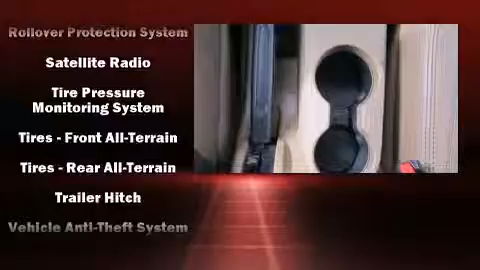 Rollover Protection System
Satellite Radio
Tire Pressure
Monitoring System
Tires - Front All-Terrain
Tires - Rear All-Terrain
Trailer Hitch
Vehicle Anti-Theft System